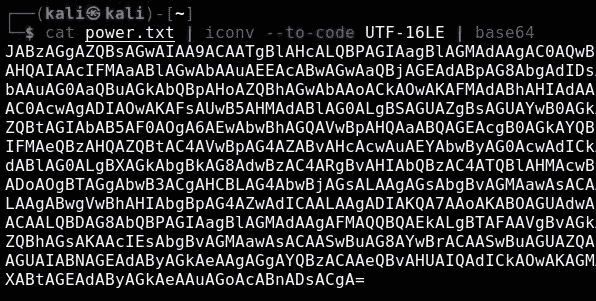 ┌──(kali㉿kali)-[~]
└─$ cat power.txt | iconv --to-code UTF-16LE | base64
JABzAGgAZQBsAGwAIAA9ACAATgBlAHcALQBPAGIAagBlAGMAdAAgAC0AQwB
AHQAIAAcIFMAaABlAGwAbAAuAEEAcABwAGwAaQBjAGEAdABpAG8AbgAdIDs
bAAuAG0AaQBuAGkAbQBpAHoAZQBhAGwAbAAoACkAOwAKAFMAdABhAHIAdAA
AC0AcwAgADIAOwAKAFsAUwB5AHMAdABlAG0ALgBSAGUAZgBsAGUAYwB0AGk
ZQBtAGIAbAB5AF0AOgA6AEwAbwBhAGQAVwBpAHQAaABQAGEAcgB0AGkAYQB
IFMAeQBzAHQAZQBtAC4AVwBpAG4AZABvAHcAcwAuAEYAbwByAG0AcwAdICk
dABlAG0ALgBXAGkAbgBkAG8AdwBzAC4ARgBvAHIAbQBzAC4ATQBlAHMAcwB
ADoAOgBTAGgAbwB3ACgAHCBLAG4AbwBjAGsALAAgAGsAbgBvAGMAawAsACA
LAAgABwgVwBhAHIAbgBpAG4AZwAdICAALAAgADIAKQA7AAoAKABOAGUAdwA
ACAALQBDAG8AbQBPAGIAagBlAGMAdAAgAFMAQQBQAEkALgBTAFAAVgBvAGk
ZQBhAGsAKAAcIEsAbgBvAGMAawAsACAASwBuAG8AYwBrACAASwBuAGUAZQA
AGUAIABNAGEAdAByAGkAeAAgAGgAYQBzACAAeQBvAHUAIQAdICkAOwAKAGM
XABtAGEAdAByAGkAeAAuAGoAcABnADsACgA=